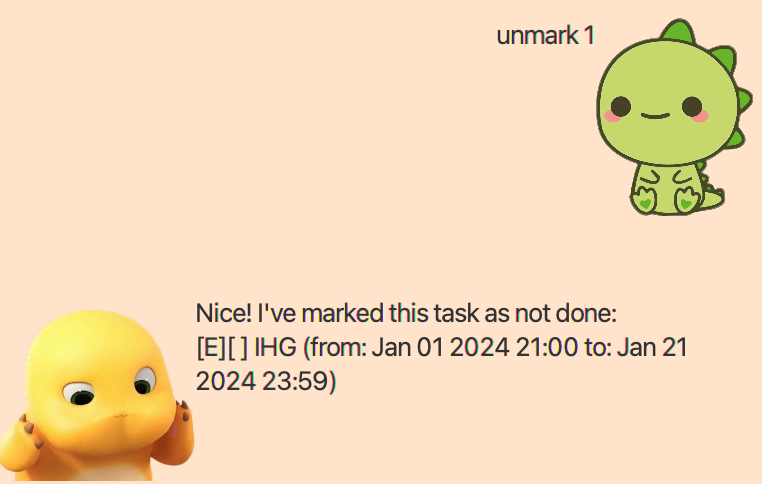 unmark 1
Nice! I've marked this task as not done:
[E][ ] IHG (from: Jan 01 2024 21:00 to: Jan 21
2024 23:59)